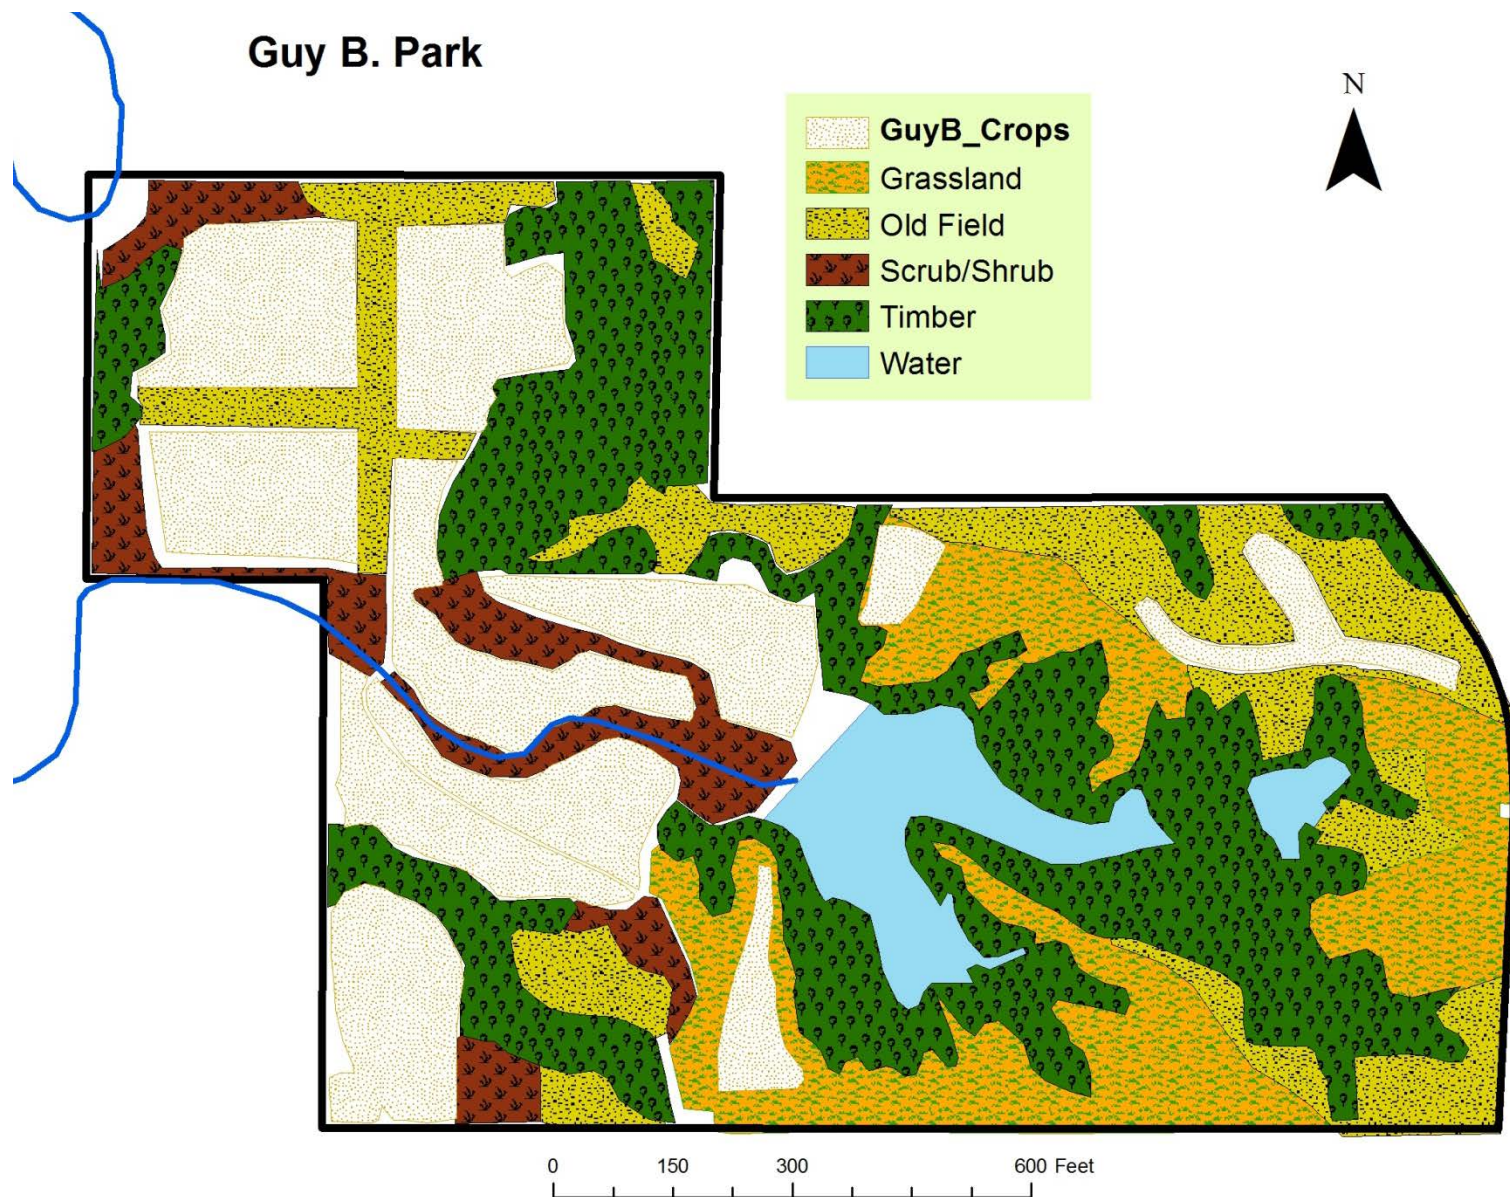 Guy B. Park
N
GuyB_Crops
Grassland
Old Field
Scrub/Shrub
Timber
Water
0 150 300 600 Feet